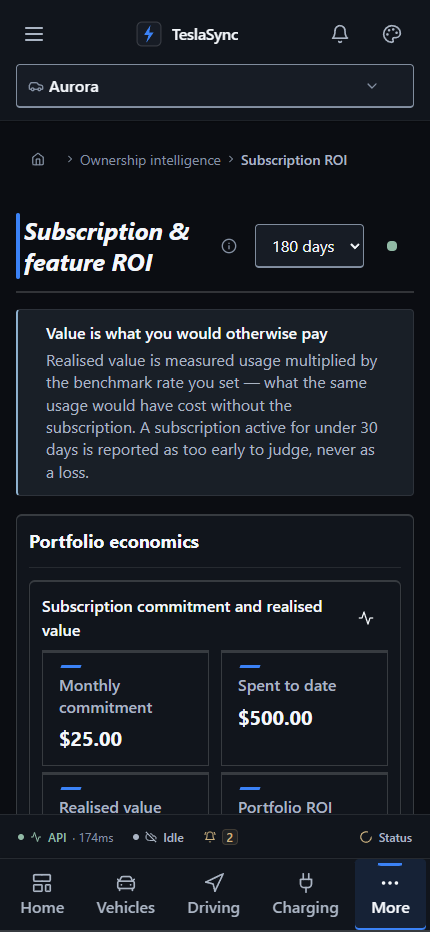 TeslaSync
Aurora
Ownership intelligence
Subscription ROI
Subscription &
feature ROI
180 days
Value is what you would otherwise pay
Realised value is measured usage multiplied by
the benchmark rate you set — what the same
usage would have cost without the
subscription. A subscription active for under 30
days is reported as too early to judge, never as
a loss.
Portfolio economics
Subscription commitment and realised
value
Monthly
commitment
$25.00
Spent to date
$500.00
Realised value
Portfolio ROI
API · 174ms
Idle
2
Status
Home
Vehicles
Driving
Charging
More